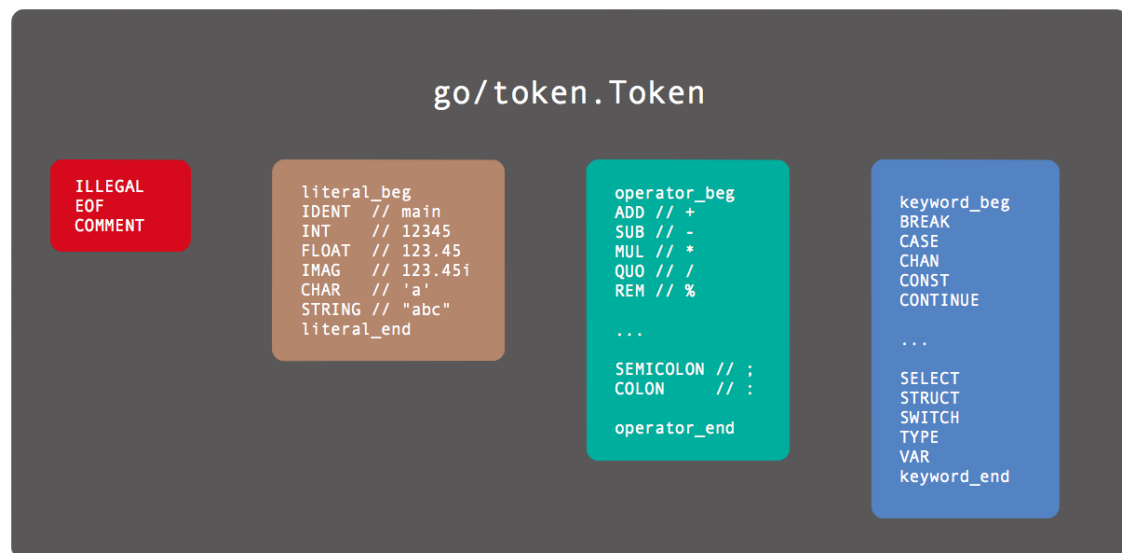 go/token.Token
ILLEGAL
EOF
COMMENT
literal_beg
IDENT  // main
INT    // 12345
FLOAT  // 123.45
IMAG   // 123.45i
CHAR   // 'a'
STRING // "abc"
literal_end
operator_beg
ADD // +
SUB // -
MUL // *
QUO // /
REM // %
...
SEMICOLON // ;
COLON     // :
operator_end
keyword_beg
BREAK
CASE
CHAN
CONST
CONTINUE
...
SELECT
STRUCT
SWITCH
TYPE
VAR
keyword_end